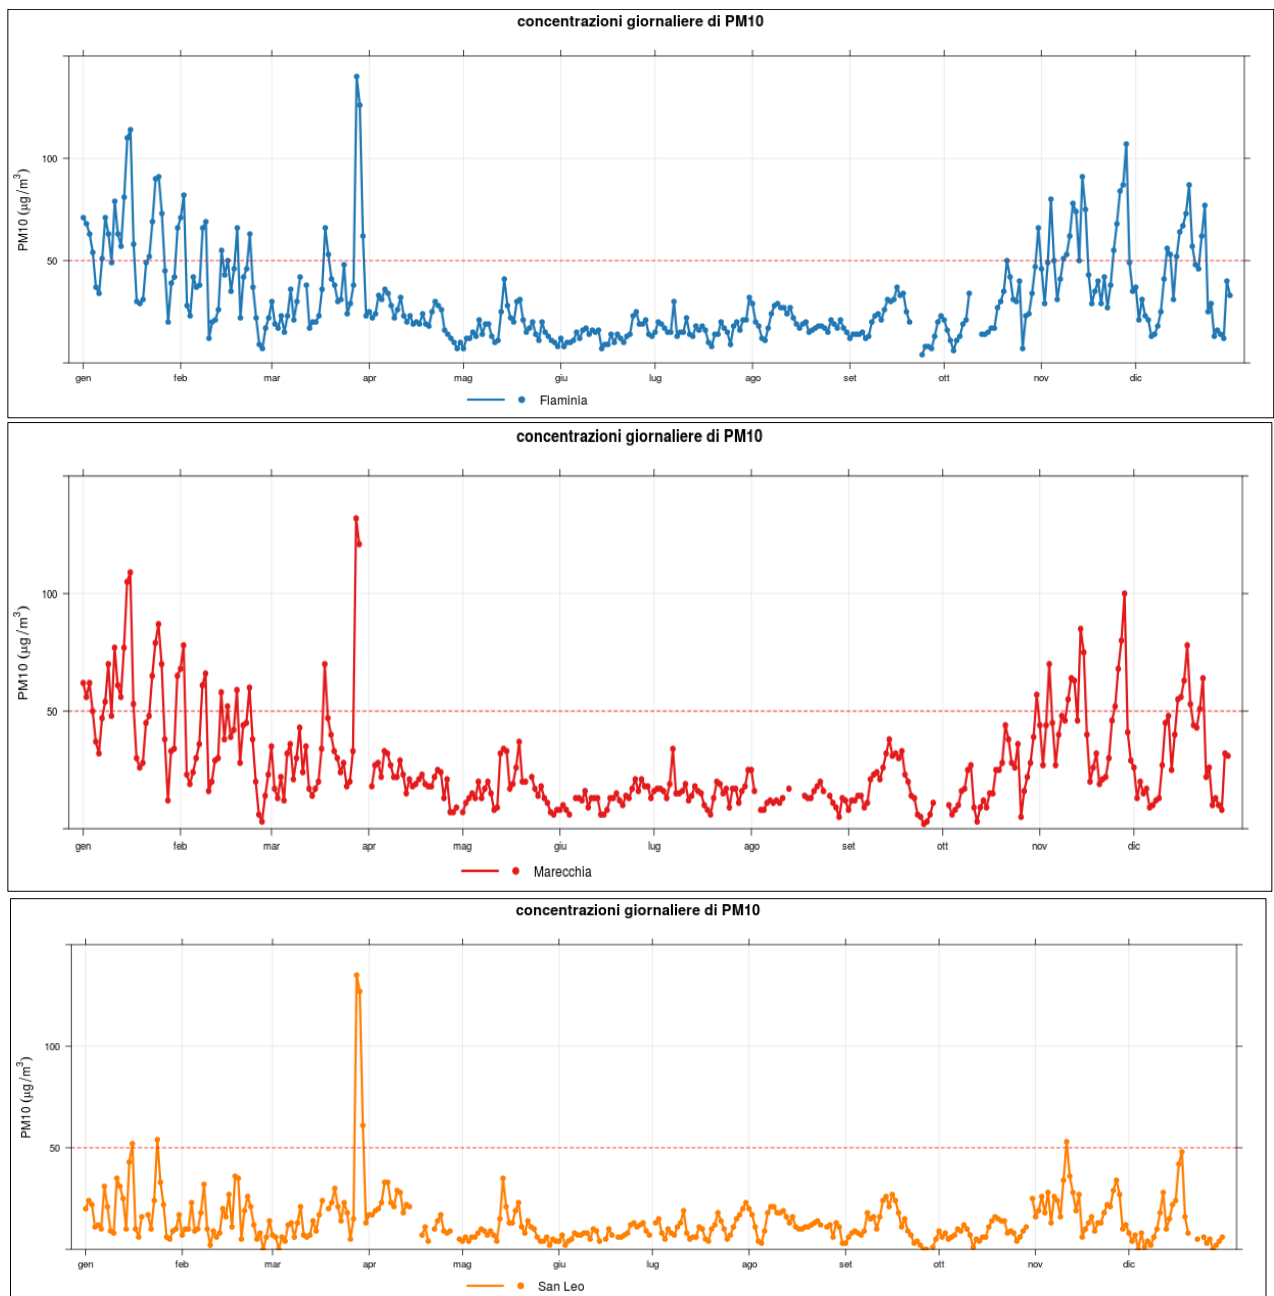 concentrazioni giornaliere di PM10
PM10 (µg/m³)
100
50
gen feb mar apr mag giu lug ago set ott nov dic
Flaminia
concentrazioni giornaliere di PM10
PM10 (µg/m³)
100
50
gen feb mar apr mag giu lug ago set ott nov dic
Marecchia
concentrazioni giornaliere di PM10
PM10 (µg/m³)
100
50
gen feb mar apr mag giu lug ago set ott nov dic
San Leo